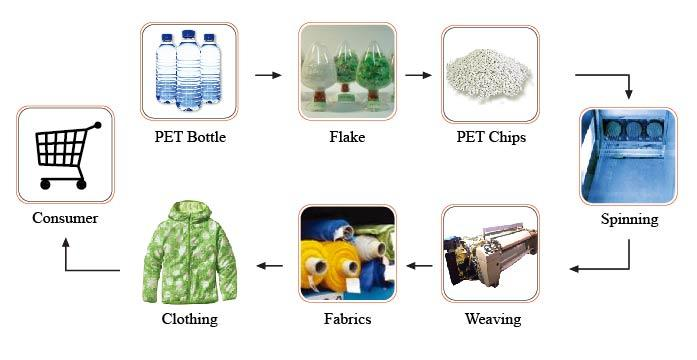 PET Bottle
Flake
PET Chips
Spinning
Weaving
Fabrics
Clothing
Consumer